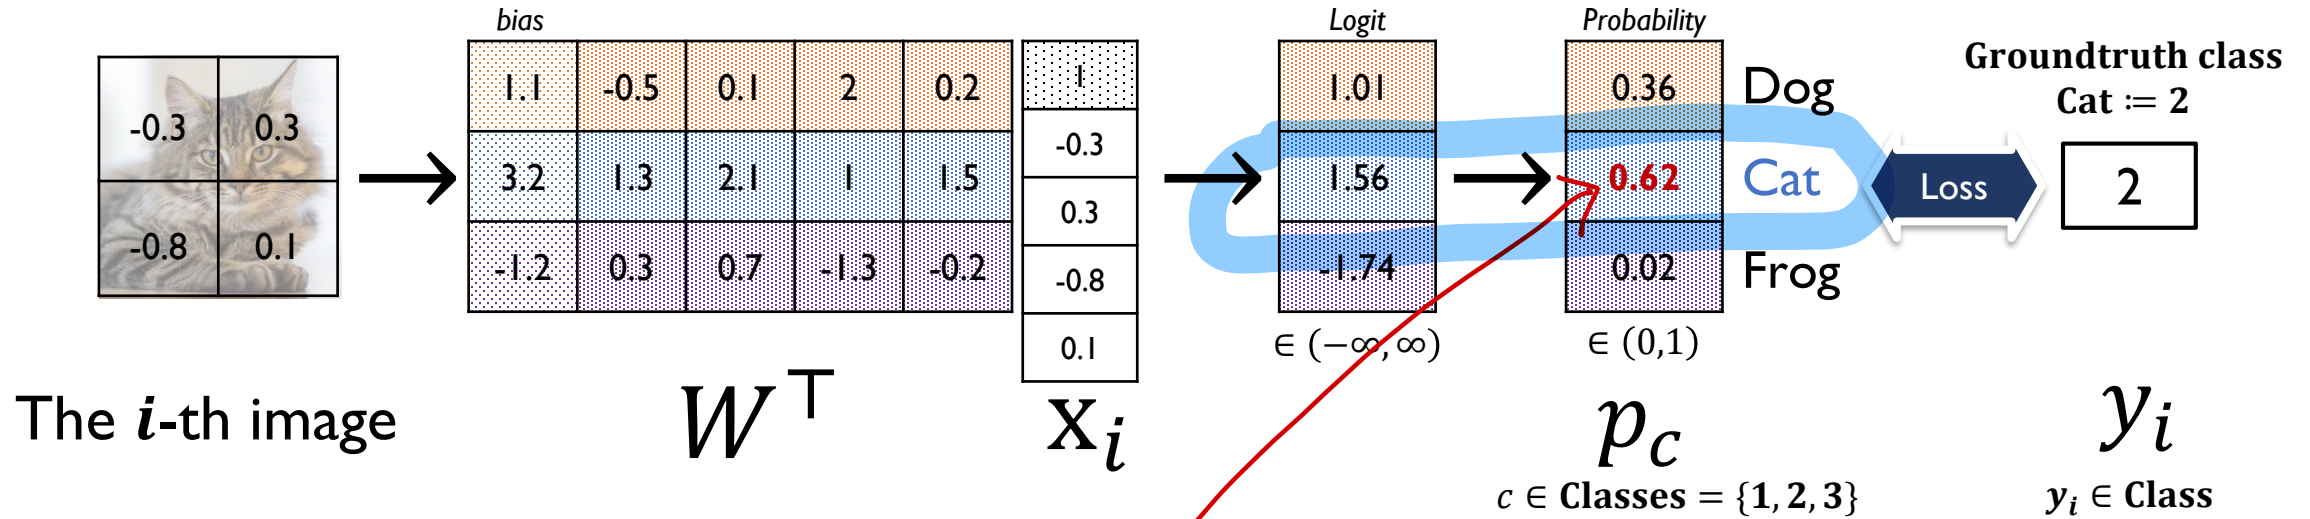 bias
Logit
Probability
Groundtruth class
Cat := 2
-0.3 0.3
-0.8 0.1
1.1 -0.5 0.1 2 0.2
3.2 1.3 2.1 1 1.5
-1.2 0.3 0.7 -1.3 -0.2
1
-0.3
0.3
-0.8
0.1
1.01
1.56
-1.74
∈ (−∞, ∞)
0.36
0.62
0.02
∈ (0,1)
Dog
Cat
Frog
Loss
2
The i-th image
W⊤
x_i
p_c
c ∈ Classes = {1, 2, 3}
y_i
y_i ∈ Class